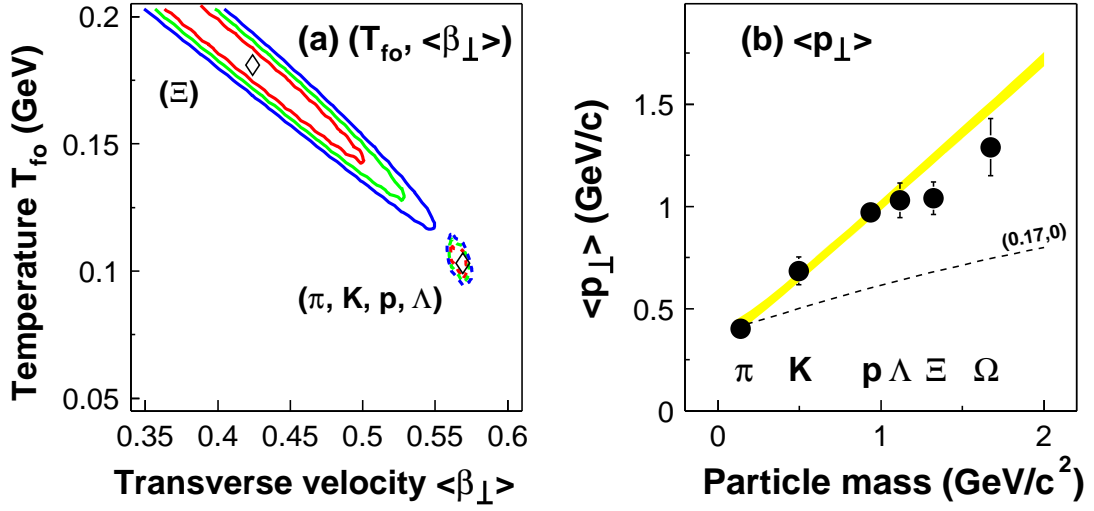 (a) (T_fo, <β_⊥>)
(Ξ)
(π, K, p, Λ)
Temperature T_fo (GeV)
0.2
0.15
0.1
0.05
0.35 0.4 0.45 0.5 0.55 0.6
Transverse velocity <β_⊥>
(b) <p_⊥>
<p_⊥> (GeV/c)
1.5
1
0.5
0
(0.17,0)
π K p Λ Ξ Ω
0 1 2
Particle mass (GeV/c²)